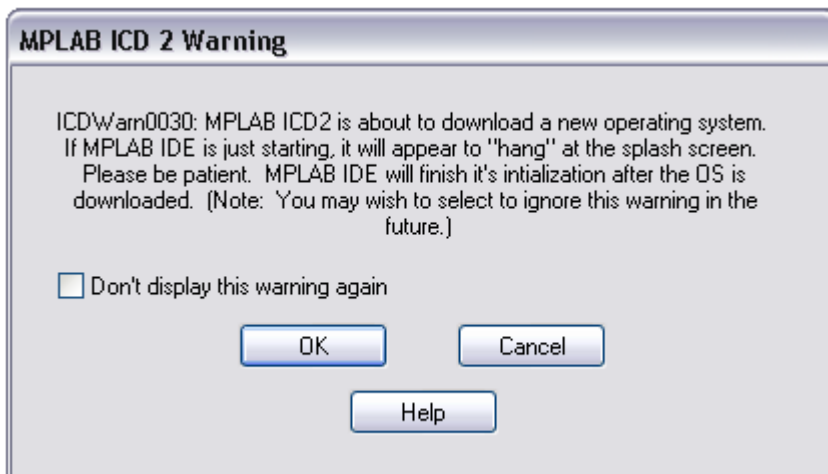 MPLAB ICD 2 Warning
ICDWarn0030: MPLAB ICD2 is about to download a new operating system.
If MPLAB IDE is just starting, it will appear to "hang" at the splash screen.
Please be patient.  MPLAB IDE will finish it's intialization after the OS is
downloaded.  (Note:  You may wish to select to ignore this warning in the
future.)
Don't display this warning again
OK Cancel
Help